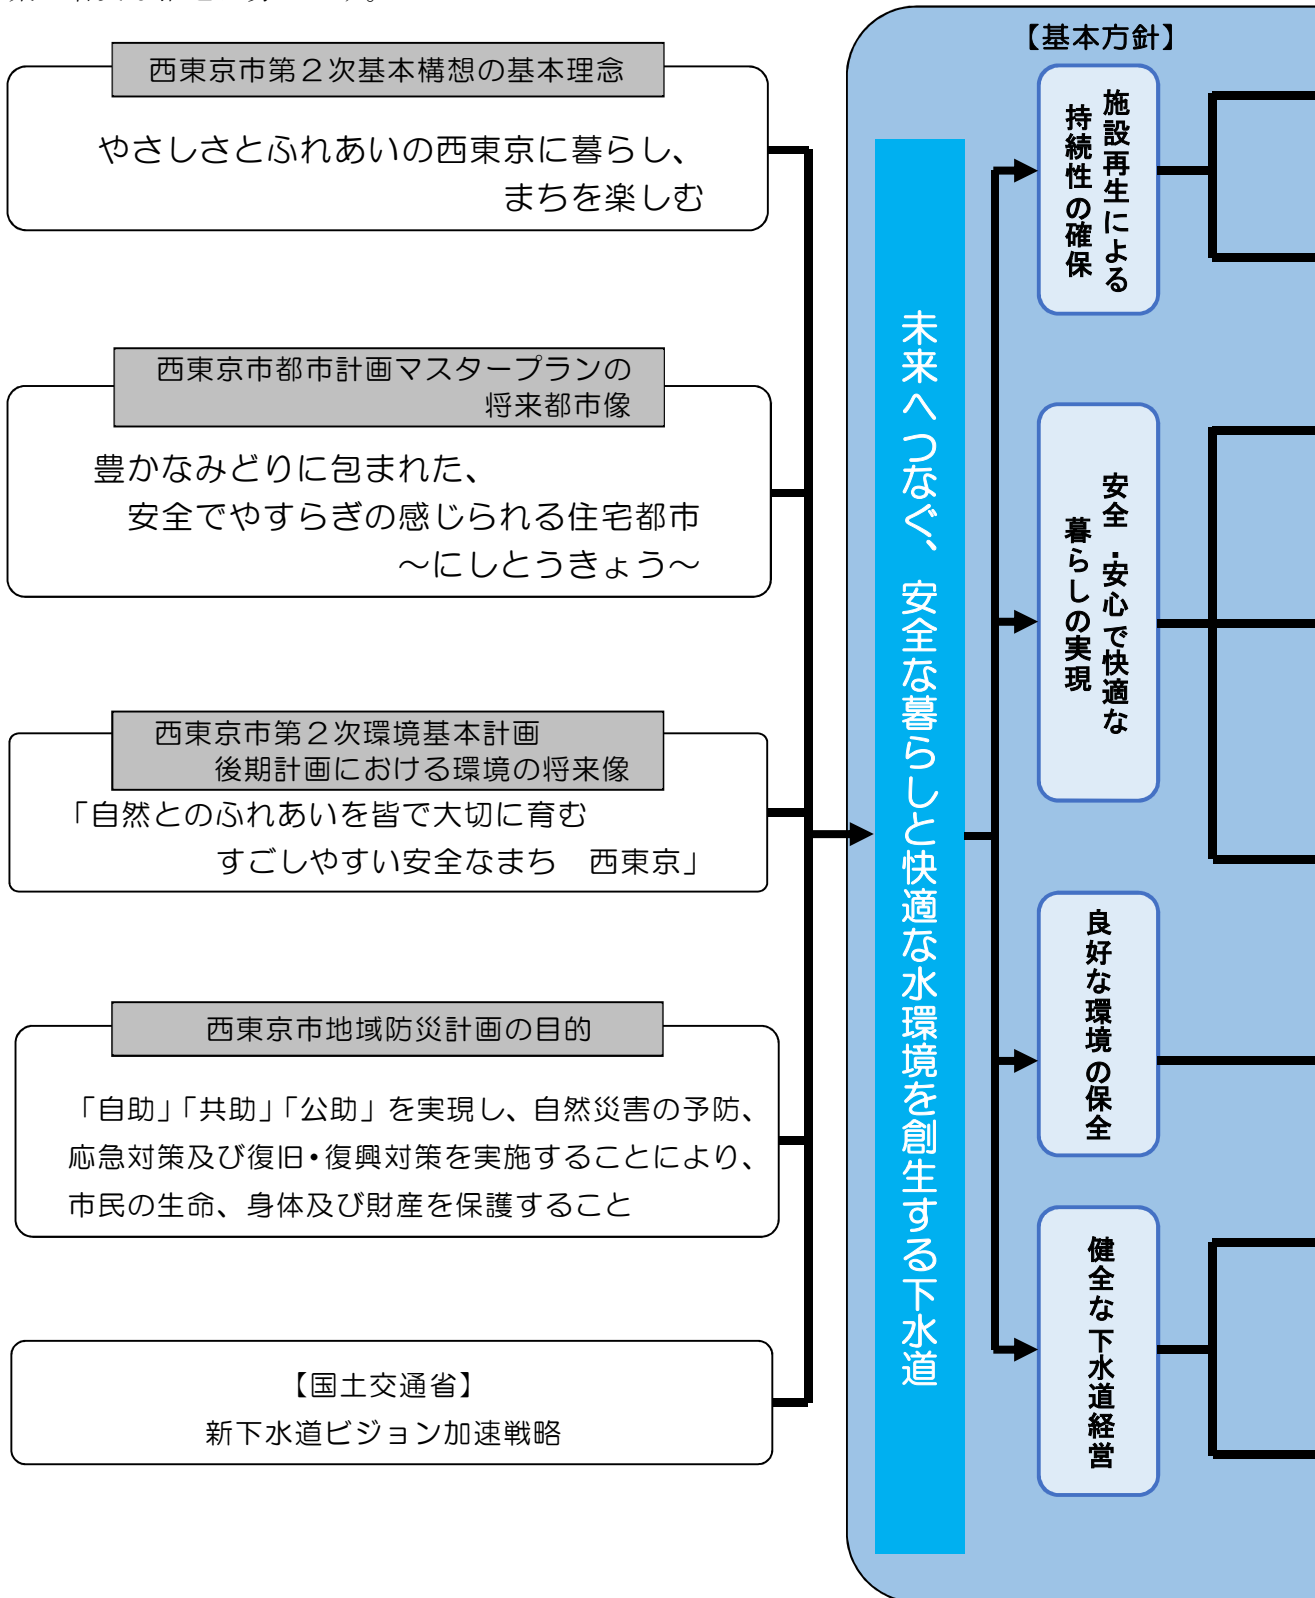 西東京市第２次基本構想の基本理念
やさしさとふれあいの西東京に暮らし、
まちを楽しむ
西東京市都市計画マスタープランの
将来都市像
豊かなみどりに包まれた、
安全でやすらぎの感じられる住宅都市
～にしとうきょう～
西東京市第２次環境基本計画
後期計画における環境の将来像
「自然とのふれあいを皆で大切に育む
すごしやすい安全なまち　西東京」
西東京市地域防災計画の目的
「自助」「共助」「公助」を実現し、自然災害の予防、
応急対策及び復旧・復興対策を実施することにより、
市民の生命、身体及び財産を保護すること
【国土交通省】
新下水道ビジョン加速戦略
未来へつなぐ、安全な暮らしと快適な水環境を創生する下水道
【基本方針】
施設再生による
持続性の確保
安全・安心で快適な
暮らしの実現
良好な環境の保全
健全な下水道経営